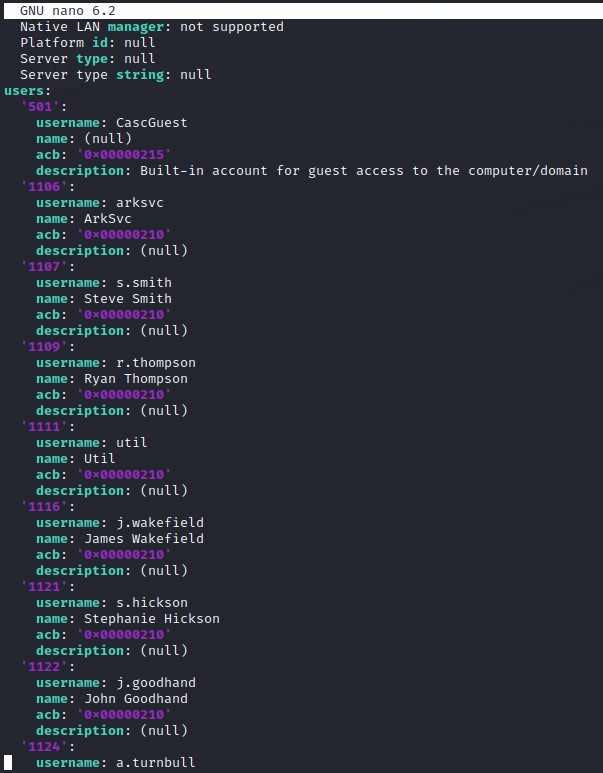 GNU nano 6.2
Native LAN manager: not supported
Platform id: null
Server type: null
Server type string: null
users:
'501':
username: CascGuest
name: (null)
acb: '0×00000215'
description: Built-in account for guest access to the computer/domain
'1106':
username: arksvc
name: ArkSvc
acb: '0×00000210'
description: (null)
'1107':
username: s.smith
name: Steve Smith
acb: '0×00000210'
description: (null)
'1109':
username: r.thompson
name: Ryan Thompson
acb: '0×00000210'
description: (null)
'1111':
username: util
name: Util
acb: '0×00000210'
description: (null)
'1116':
username: j.wakefield
name: James Wakefield
acb: '0×00000210'
description: (null)
'1121':
username: s.hickson
name: Stephanie Hickson
acb: '0×00000210'
description: (null)
'1122':
username: j.goodhand
name: John Goodhand
acb: '0×00000210'
description: (null)
'1124':
username: a.turnbull